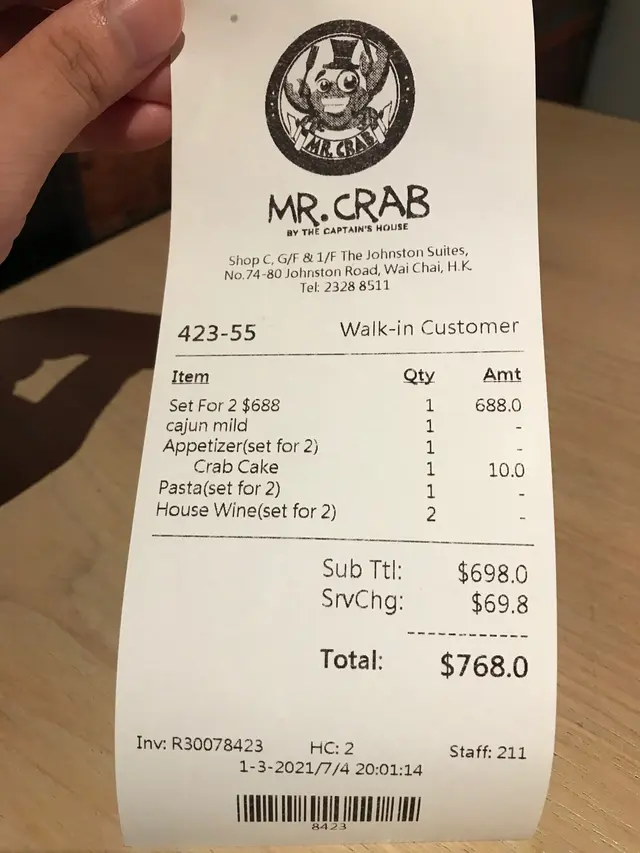 MR. CRAB
MR. CRAB
BY THE CAPTAIN'S HOUSE
Shop C, G/F & 1/F The Johnston Suites,
No.74-80 Johnston Road, Wai Chai, H.K.
Tel: 2328 8511
423-55 Walk-in Customer
Item Qty Amt
Set For 2 $688 1 688.0
cajun mild 1 -
Appetizer(set for 2) 1 -
Crab Cake 1 10.0
Pasta(set for 2) 1 -
House Wine(set for 2) 2 -
Sub Ttl: $698.0
SrvChg: $69.8
------------
Total: $768.0
Inv: R30078423 HC: 2 Staff: 211
1-3-2021/7/4 20:01:14
8423